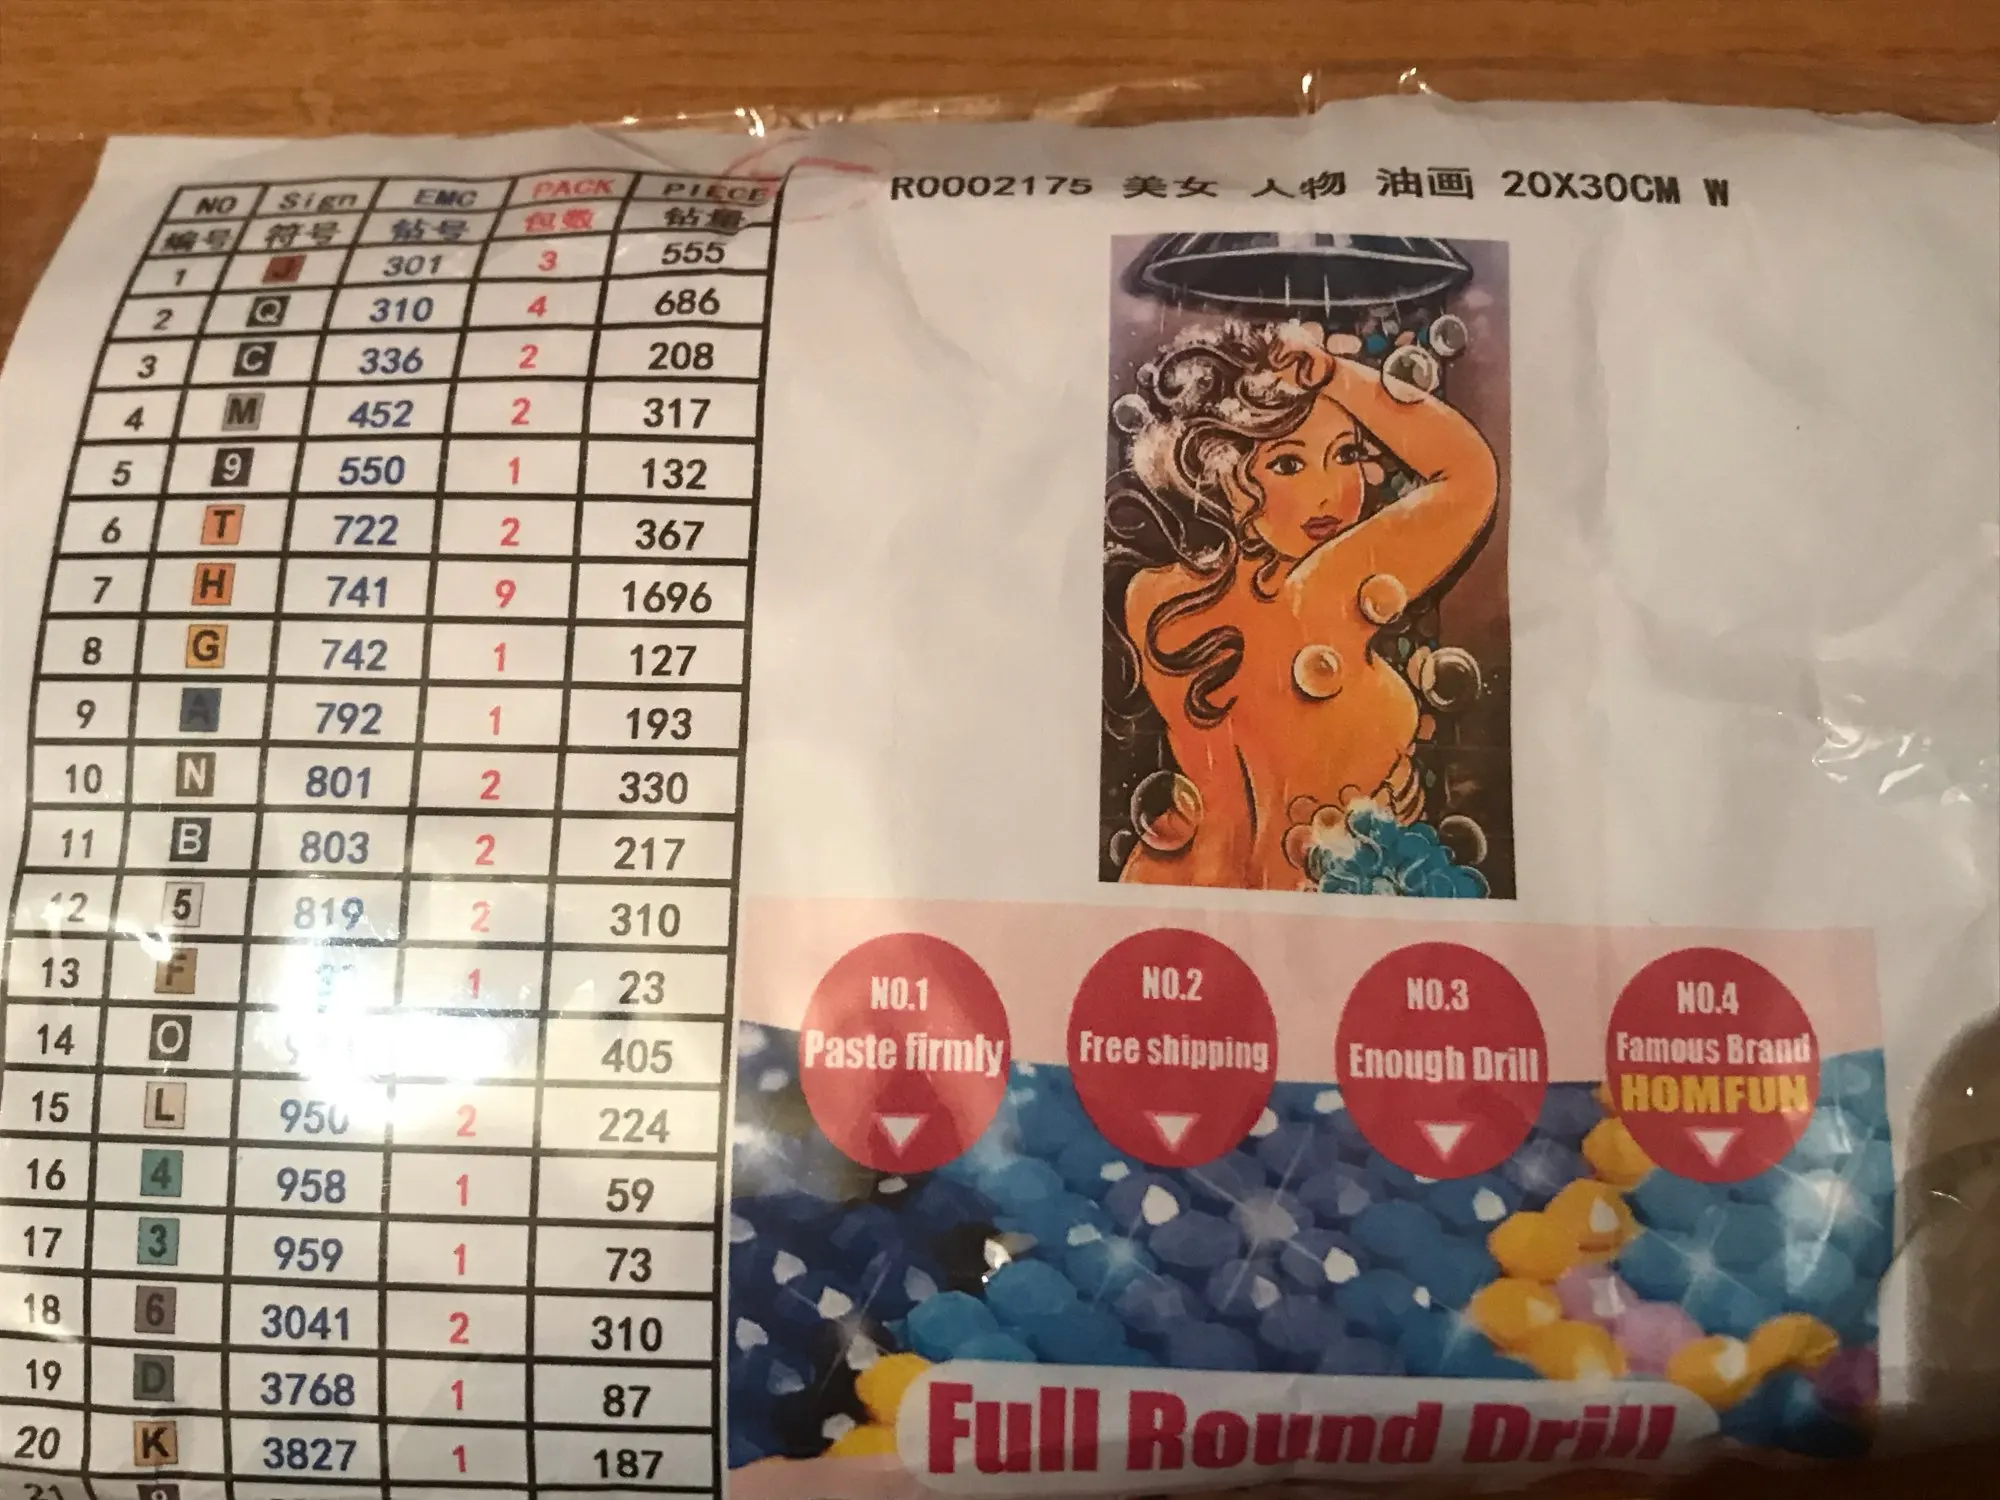 R0002175 美女 人物 油画 20X30CM W
NO Sign EMC PACK PIECE
编号 符号 钻号 包数 钻量
1 J 301 3 555
2 Q 310 4 686
3 C 336 2 208
4 M 452 2 317
5 9 550 1 132
6 T 722 2 367
7 H 741 9 1696
8 G 742 1 127
9 A 792 1 193
10 N 801 2 330
11 B 803 2 217
12 5 819 2 310
13 F 1 23
14 O 405
15 L 950 2 224
16 4 958 1 59
17 3 959 1 73
18 6 3041 2 310
19 D 3768 1 87
20 K 3827 1 187
21
NO.1
Paste firmly
NO.2
Free shipping
NO.3
Enough Drill
NO.4
Famous Brand
HOMFUN
Full Round Drill